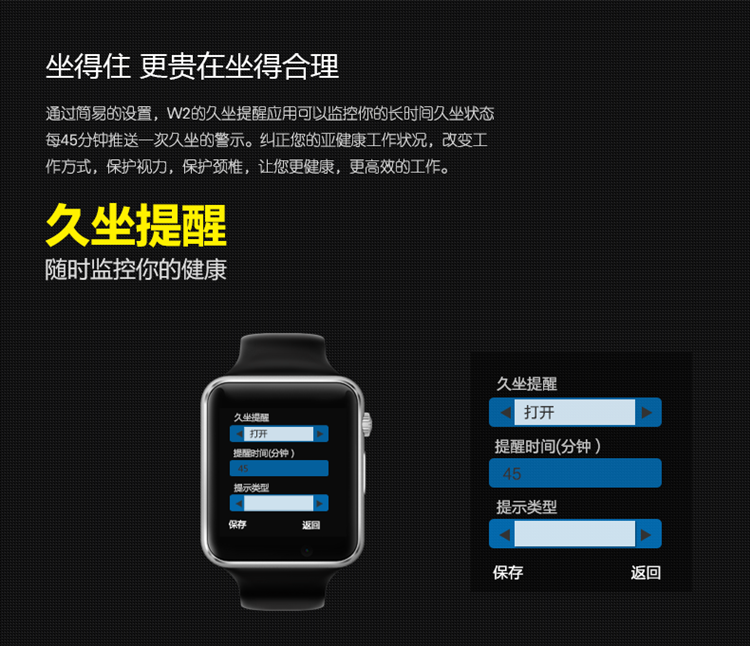 坐得住 更贵在坐得合理
通过简易的设置，W2的久坐提醒应用可以监控你的长时间久坐状态
每45分钟推送一次久坐的警示。纠正您的亚健康工作状况，改变工
作方式，保护视力，保护颈椎，让您更健康，更高效的工作。
久坐提醒
随时监控你的健康
久坐提醒
打开
提醒时间(分钟 )
45
提示类型
保存 返回
久坐提醒
打开
提醒时间(分钟 )
45
提示类型
保存 返回